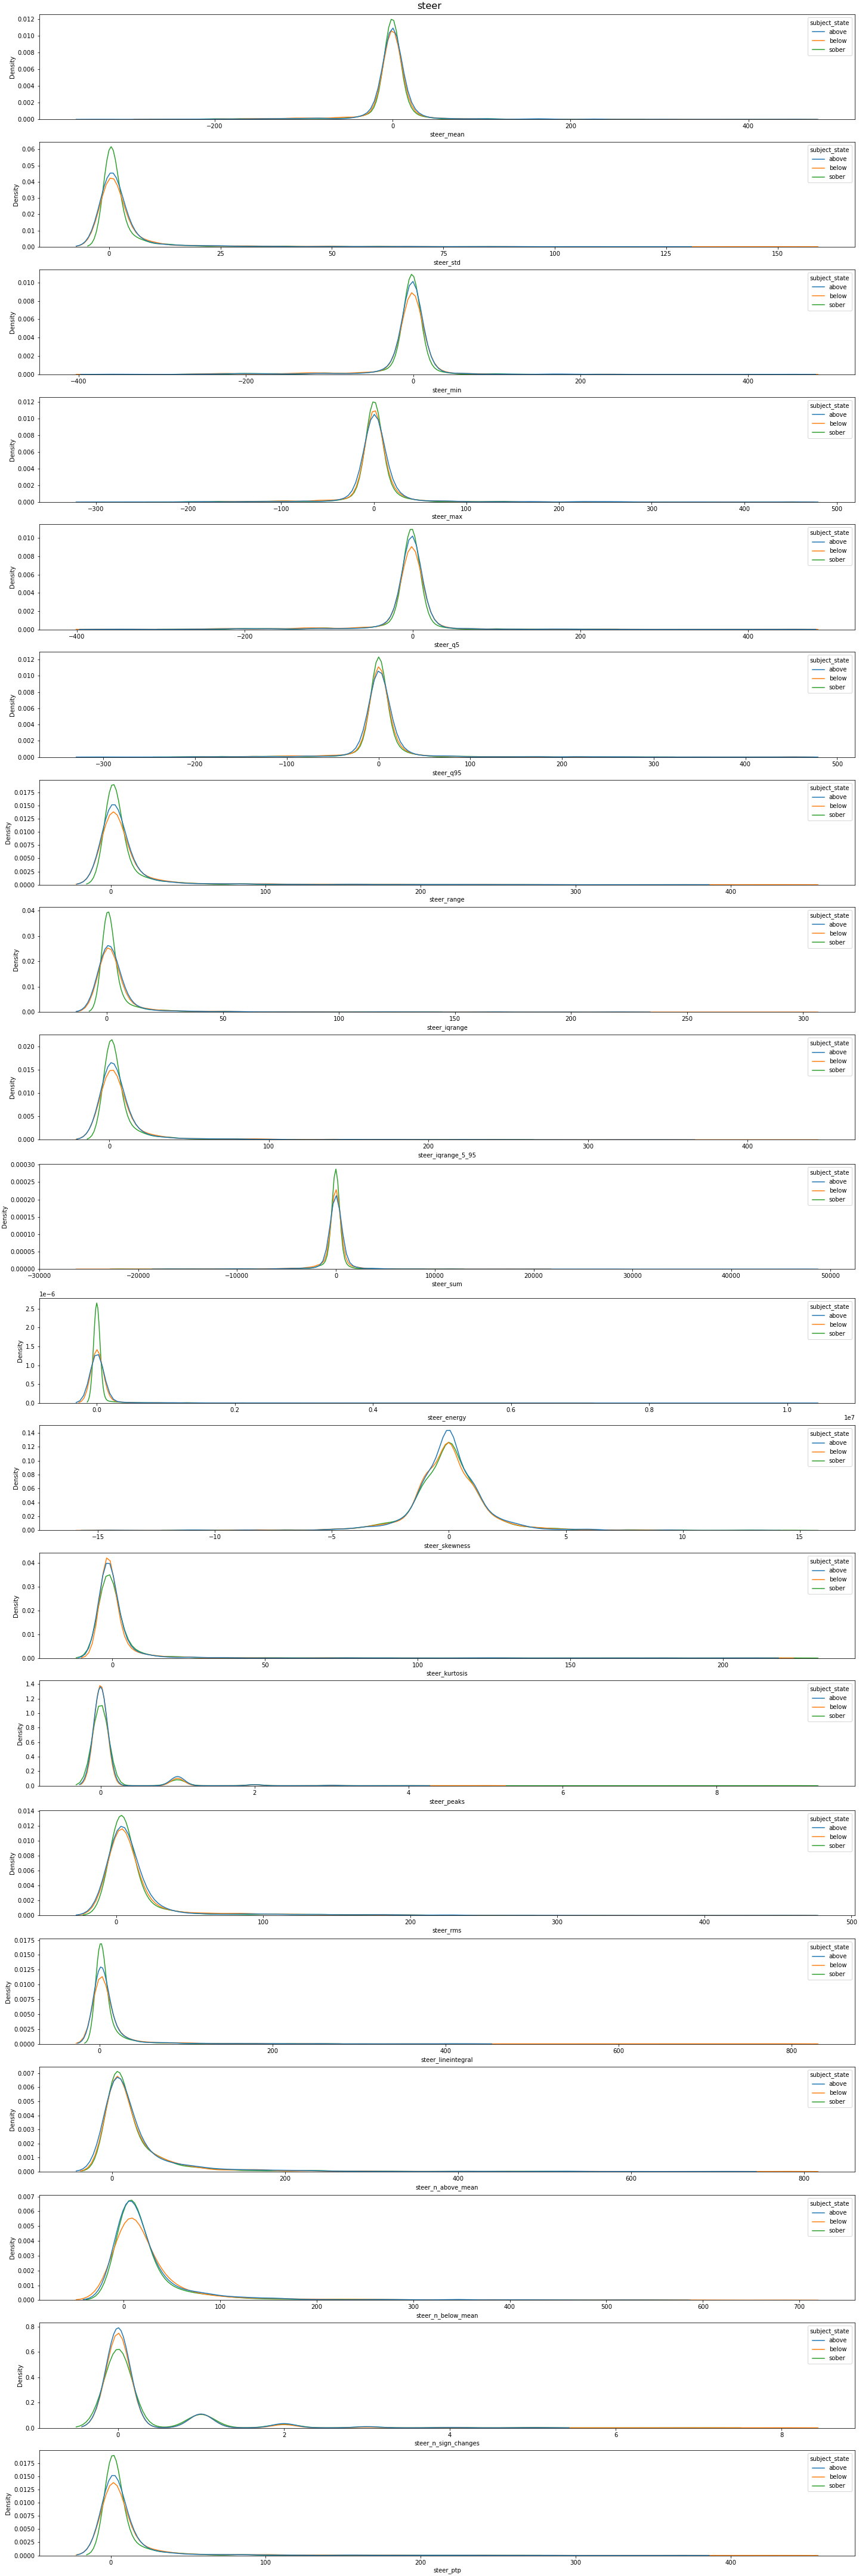 steer
Density
0.012
0.010
0.008
0.006
0.004
0.002
0.000
subject_state
above
below
sober
−200 0 200 400
steer_mean
Density
0.06
0.05
0.04
0.03
0.02
0.01
0.00
subject_state
above
below
sober
0 25 50 75 100 125 150
steer_std
Density
0.010
0.008
0.006
0.004
0.002
0.000
subject_state
above
below
sober
−400 −200 0 200 400
steer_min
Density
0.012
0.010
0.008
0.006
0.004
0.002
0.000
subject_state
above
below
sober
−300 −200 −100 0 100 200 300 400 500
steer_max
Density
0.010
0.008
0.006
0.004
0.002
0.000
subject_state
above
below
sober
−400 −200 0 200 400
steer_q5
Density
0.012
0.010
0.008
0.006
0.004
0.002
0.000
subject_state
above
below
sober
−300 −200 −100 0 100 200 300 400 500
steer_q95
Density
0.0175
0.0150
0.0125
0.0100
0.0075
0.0050
0.0025
0.0000
subject_state
above
below
sober
0 100 200 300 400
steer_range
Density
0.04
0.03
0.02
0.01
0.00
subject_state
above
below
sober
0 50 100 150 200 250 300
steer_iqrange
Density
0.020
0.015
0.010
0.005
0.000
subject_state
above
below
sober
0 100 200 300 400
steer_iqrange_5_95
Density
0.00030
0.00025
0.00020
0.00015
0.00010
0.00005
0.00000
subject_state
above
below
sober
−30000 −20000 −10000 0 10000 20000 30000 40000 50000
steer_sum
1e−6
Density
2.5
2.0
1.5
1.0
0.5
0.0
subject_state
above
below
sober
0.0 0.2 0.4 0.6 0.8 1.0
1e7
steer_energy
Density
0.14
0.12
0.10
0.08
0.06
0.04
0.02
0.00
subject_state
above
below
sober
−15 −10 −5 0 5 10 15
steer_skewness
Density
0.04
0.03
0.02
0.01
0.00
subject_state
above
below
sober
0 50 100 150 200
steer_kurtosis
Density
1.4
1.2
1.0
0.8
0.6
0.4
0.2
0.0
subject_state
above
below
sober
0 2 4 6 8
steer_peaks
Density
0.014
0.012
0.010
0.008
0.006
0.004
0.002
0.000
subject_state
above
below
sober
0 100 200 300 400 500
steer_rms
Density
0.0175
0.0150
0.0125
0.0100
0.0075
0.0050
0.0025
0.0000
subject_state
above
below
sober
0 200 400 600 800
steer_lineintegral
Density
0.007
0.006
0.005
0.004
0.003
0.002
0.001
0.000
subject_state
above
below
sober
0 200 400 600 800
steer_n_above_mean
Density
0.007
0.006
0.005
0.004
0.003
0.002
0.001
0.000
subject_state
above
below
sober
0 100 200 300 400 500 600 700
steer_n_below_mean
Density
0.8
0.6
0.4
0.2
0.0
subject_state
above
below
sober
0 2 4 6 8
steer_n_sign_changes
Density
0.0175
0.0150
0.0125
0.0100
0.0075
0.0050
0.0025
0.0000
subject_state
above
below
sober
0 100 200 300 400
steer_ptp